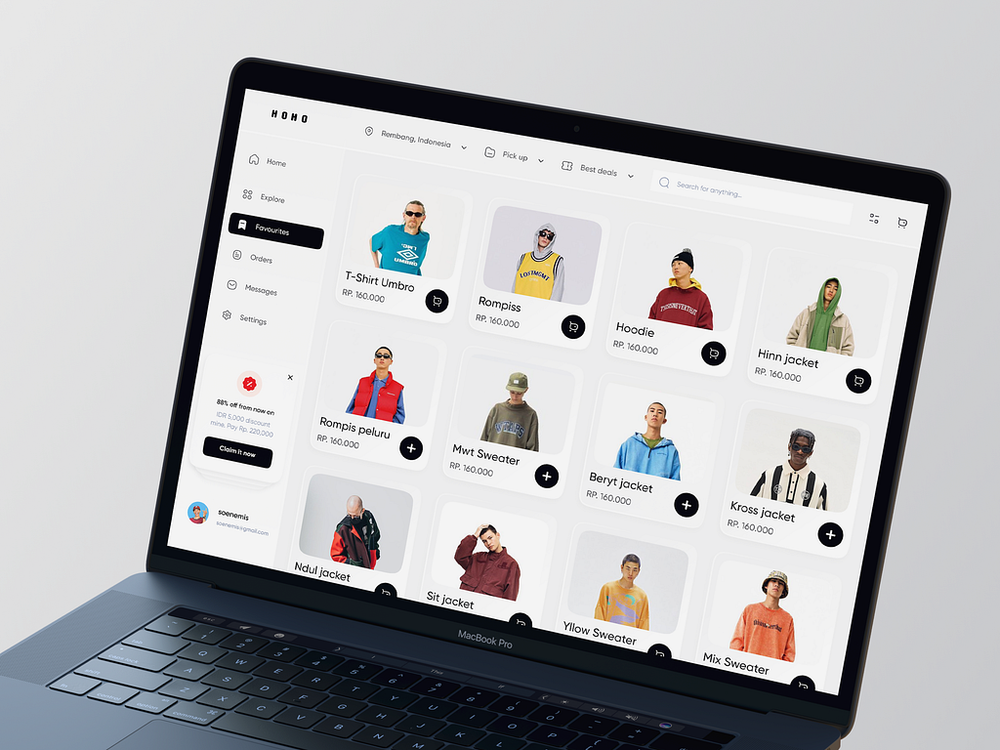 HOHO
Rembang, Indonesia
Pick up
Best deals
Search for anything...
Home
Explore
Favourites
Orders
Messages
Settings
88% off from now on
IDR 5,000 discount
mine, Pay Rp. 220,000
Claim it now
soenemis
soenemis@gmail.com
UMBRO
T-Shirt Umbro
RP. 160.000
LOSTMGMT
Rompiss
RP. 160.000
Hoodie
RP. 160.000
Hinn jacket
RP. 160.000
Rompis peluru
RP. 160.000
Mwt Sweater
RP. 160.000
Beryt jacket
RP. 160.000
Kross jacket
RP. 160.000
Ndul jacket
Sit jacket
Yllow Sweater
Mix Sweater
MacBook Pro
Q W E R T Y U I O P
A S D F G H J K L
Z X C V B N M
command